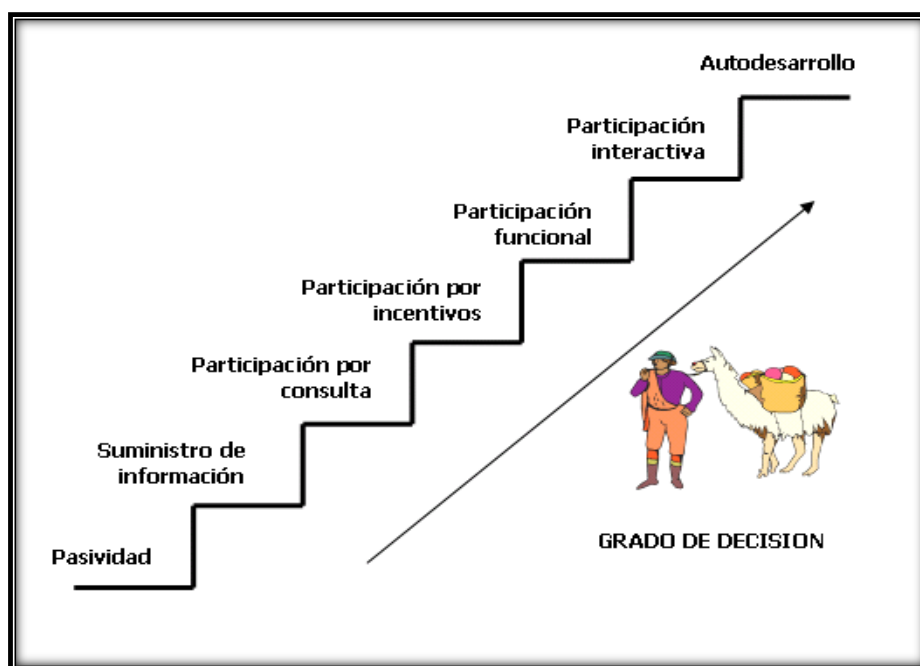 Autodesarrollo
Participación
interactiva
Participación
funcional
Participación por
incentivos
Participación por
consulta
Suministro de
información
Pasividad
GRADO DE DECISION